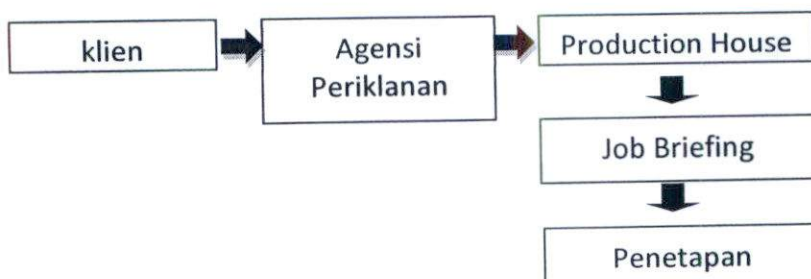 klien
Agensi
Periklanan
Production House
Job Briefing
Penetapan